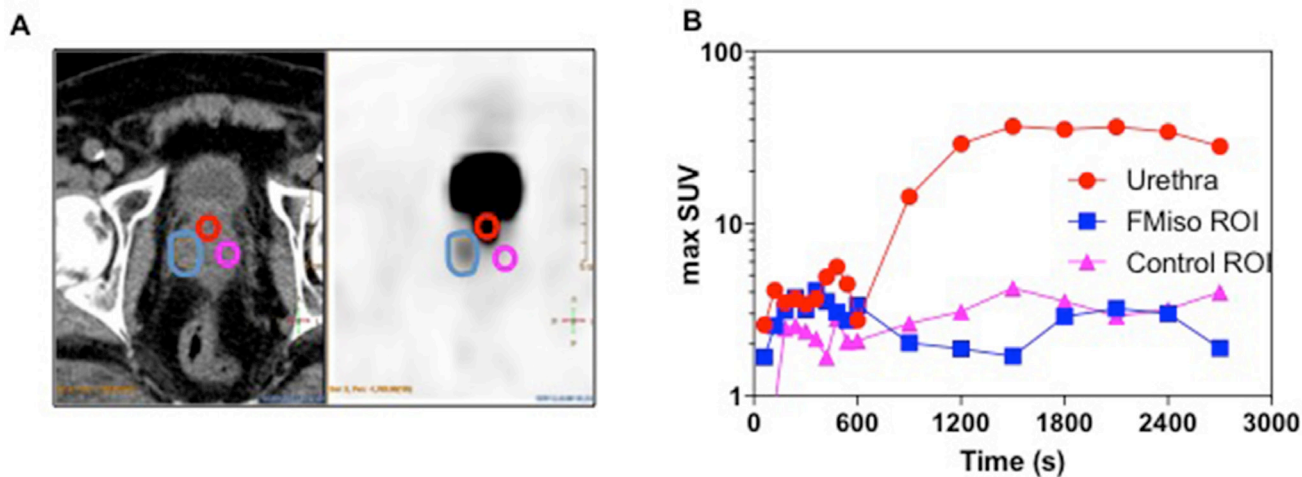 A
B
100
10
1
max SUV
Urethra
FMiso ROI
Control ROI
0
600
1200
1800
2400
3000
Time (s)